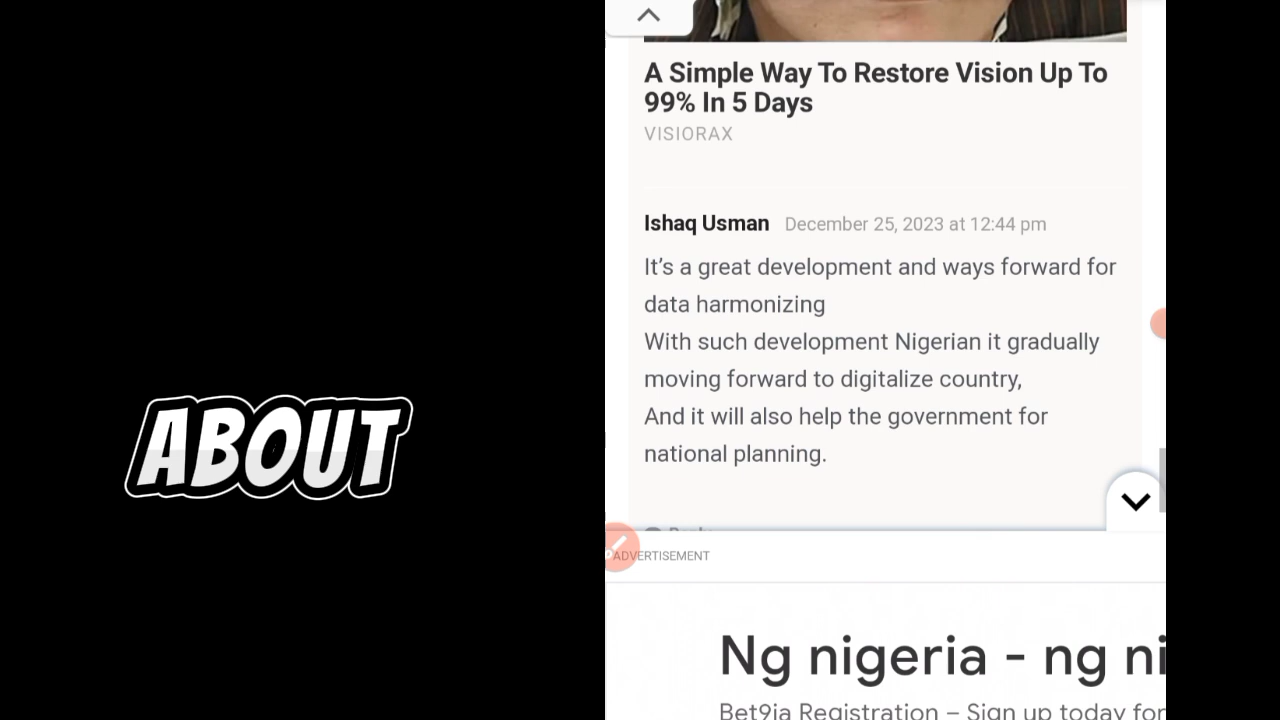 ABOUT
A Simple Way To Restore Vision Up To
99% In 5 Days
VISIORAX
Ishaq Usman December 25, 2023 at 12:44 pm
It's a great development and ways forward for
data harmonizing
With such development Nigerian it gradually
moving forward to digitalize country,
And it will also help the government for
national planning.
ADVERTISEMENT
Ng nigeria - ng ni
Bet9ja Registration – Sign up today for